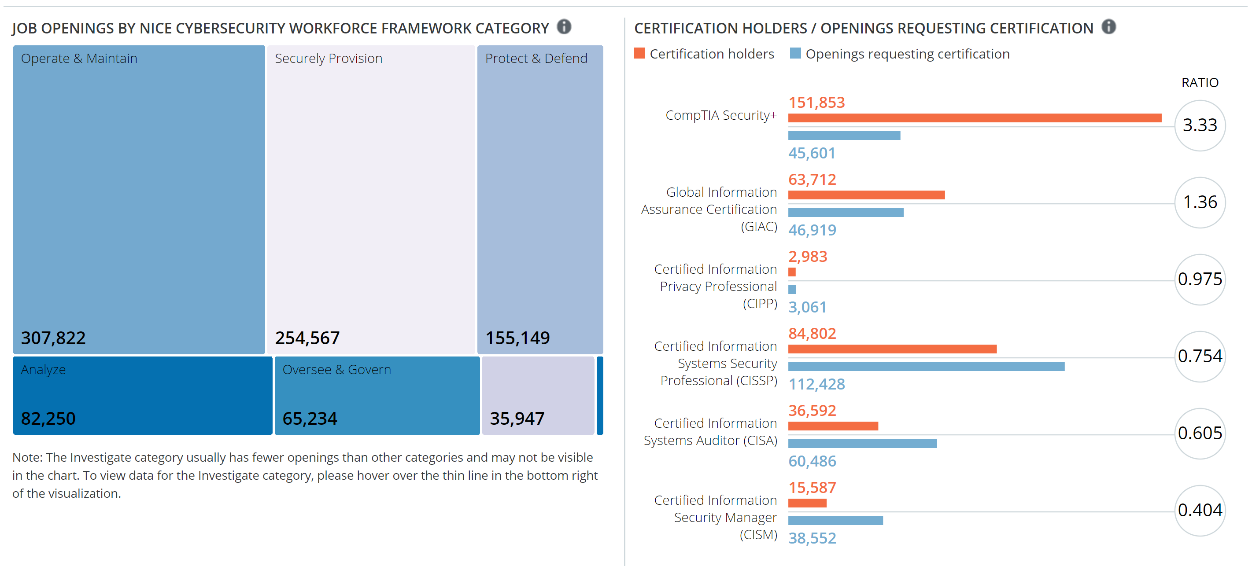 JOB OPENINGS BY NICE CYBERSECURITY WORKFORCE FRAMEWORK CATEGORY
Operate & Maintain
307,822
Securely Provision
254,567
Protect & Defend
155,149
Analyze
82,250
Oversee & Govern
65,234
35,947
Note: The Investigate category usually has fewer openings than other categories and may not be visible
in the chart. To view data for the Investigate category, please hover over the thin line in the bottom right
of the visualization.
CERTIFICATION HOLDERS / OPENINGS REQUESTING CERTIFICATION
Certification holders
Openings requesting certification
RATIO
CompTIA Security+
151,853
45,601
3.33
Global Information
Assurance Certification
(GIAC)
63,712
46,919
1.36
Certified Information
Privacy Professional
(CIPP)
2,983
3,061
0.975
Certified Information
Systems Security
Professional (CISSP)
84,802
112,428
0.754
Certified Information
Systems Auditor (CISA)
36,592
60,486
0.605
Certified Information
Security Manager
(CISM)
15,587
38,552
0.404